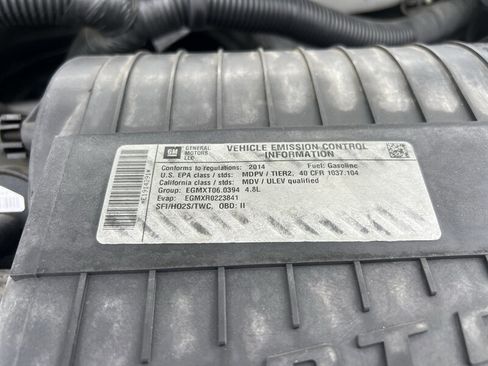 GM
GENERAL MOTORS LLC
VEHICLE EMISSION CONTROL INFORMATION
Conforms to regulations: 2014 Fuel: Gasoline
U.S. EPA class / stds: MDPV / TIER2, 40 CFR 1037.104
California class / stds: MDV / ULEV qualified
Group: EGMXT06.0394 4.8L
Evap: EGMXR0223841
SFI/HO2S/TWC, OBD: II